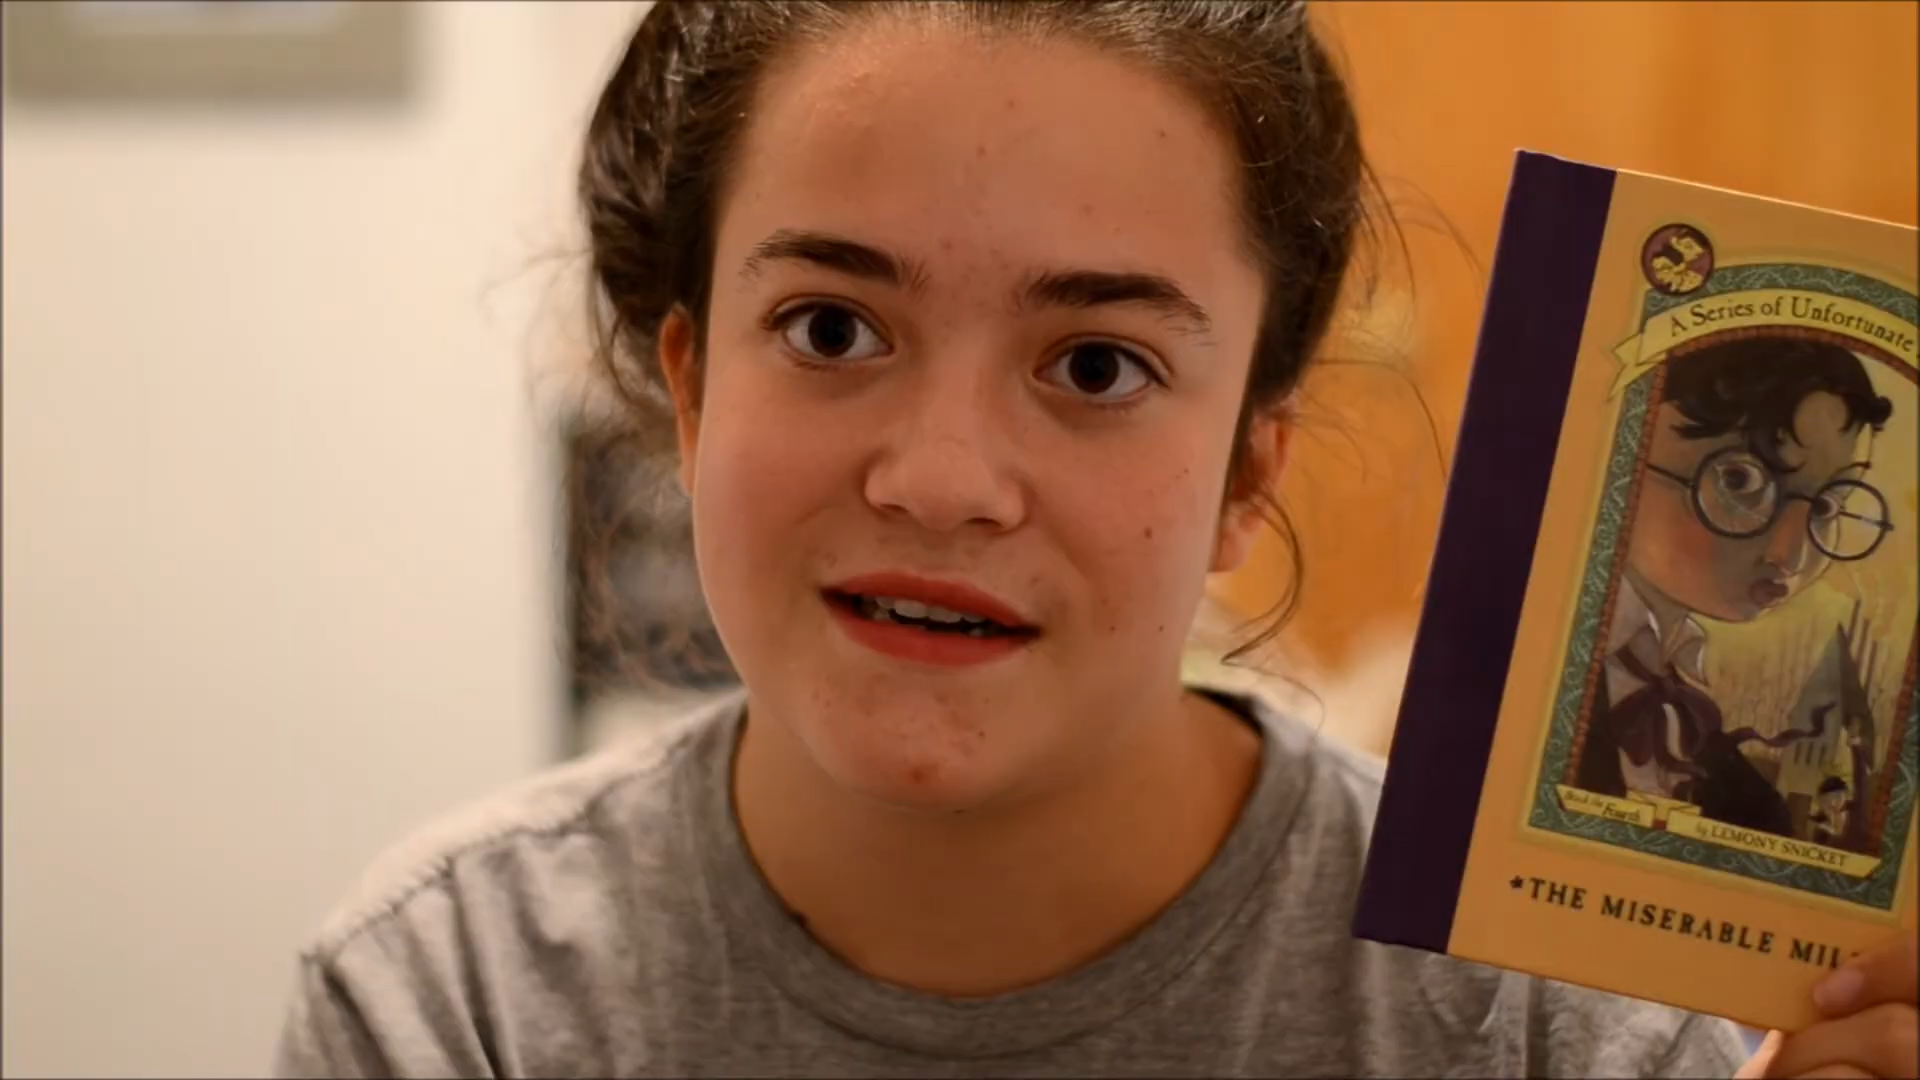 A Series of Unfortunate
Book the Fourth
by LEMONY SNICKET
*THE MISERABLE MIL